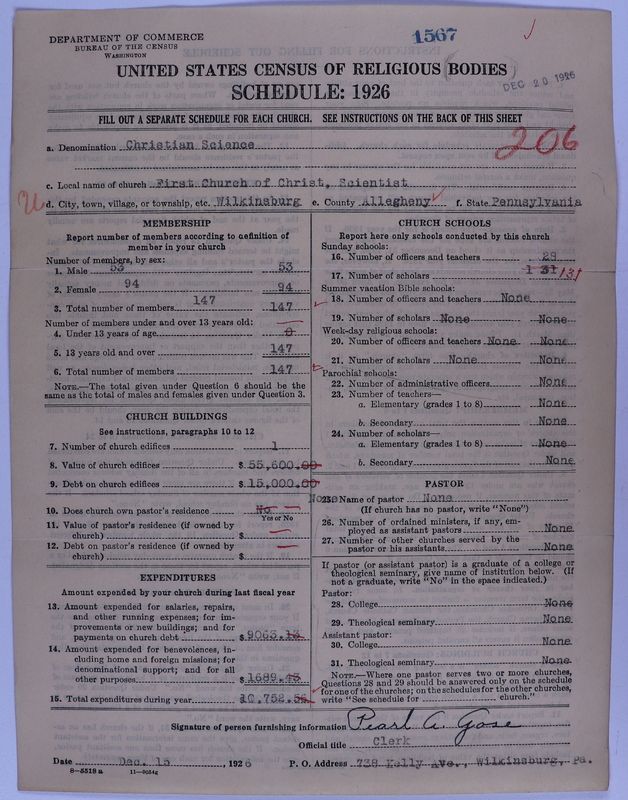 DEPARTMENT OF COMMERCE
BUREAU OF THE CENSUS
WASHINGTON
1567
UNITED STATES CENSUS OF RELIGIOUS BODIES
SCHEDULE: 1926
DEC 20 1926
FILL OUT A SEPARATE SCHEDULE FOR EACH CHURCH. SEE INSTRUCTIONS ON THE BACK OF THIS SHEET
206
a. Denomination Christian Science
c. Local name of church First Church of Christ, Scientist
d. City, town, village, or township, etc. Wilkinsburg e. County Allegheny f. State Pennsylvania
MEMBERSHIP
Report number of members according to definition of
member in your church
Number of members, by sex:
1. Male 53 53
2. Female 94 94
3. Total number of members 147 147
Number of members under and over 13 years old:
4. Under 13 years of age 0
5. 13 years old and over 147
6. Total number of members 147
NOTE.—The total given under Question 6 should be the
same as the total of males and females given under Question 3.
CHURCH BUILDINGS
See instructions, paragraphs 10 to 12
7. Number of church edifices 1
8. Value of church edifices $ 55,600.00
9. Debt on church edifices $ 15,000.00
10. Does church own pastor's residence No
Yes or No
11. Value of pastor's residence (if owned by
church) $
12. Debt on pastor's residence (if owned by
church) $
EXPENDITURES
Amount expended by your church during last fiscal year
13. Amount expended for salaries, repairs,
and other running expenses; for im-
provements or new buildings; and for
payments on church debt $ 9063.13
14. Amount expended for benevolences, in-
cluding home and foreign missions; for
denominational support; and for all
other purposes $ 1689.43
15. Total expenditures during year 10,752.56
CHURCH SCHOOLS
Report here only schools conducted by this church
Sunday schools:
16. Number of officers and teachers 29
17. Number of scholars 131 131
Summer vacation Bible schools:
18. Number of officers and teachers None
19. Number of scholars None None
Week-day religious schools:
20. Number of officers and teachers None None
21. Number of scholars None None
Parochial schools:
22. Number of administrative officers None
23. Number of teachers—
a. Elementary (grades 1 to 8) None
b. Secondary None
24. Number of scholars—
a. Elementary (grades 1 to 8) None
b. Secondary None
PASTOR
25. Name of pastor None
(If church has no pastor, write "None")
26. Number of ordained ministers, if any, em-
ployed as assistant pastors None
27. Number of other churches served by the
pastor or his assistants None
If pastor (or assistant pastor) is a graduate of a college or
theological seminary, give name of institution below. (If
not a graduate, write "No" in the space indicated.)
Pastor:
28. College None
29. Theological seminary None
Assistant pastor:
30. College None
31. Theological seminary None
NOTE.—Where one pastor serves two or more churches,
Questions 28 and 29 should be answered only on the schedule
for one of the churches; on the schedules for the other churches,
write "See schedule for church."
Signature of person furnishing information Pearl A. Gose
Official title Clerk
Date Dec. 15, 1926 P. O. Address 738 Kelly Ave., Wilkinsburg, Pa.
8—5518a 11—9054g